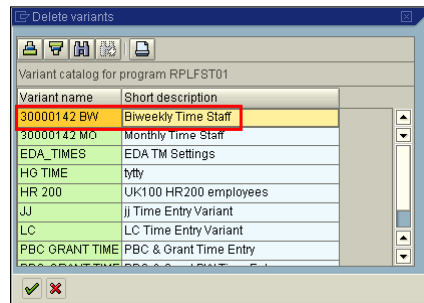 Delete variants
Variant catalog for program RPLFST01
Variant name Short description
30000142 BW Biweekly Time Staff
30000142 MO Monthly Time Staff
EDA_TIMES EDA TM Settings
HG TIME tytty
HR 200 UK100 HR200 employees
JJ jj Time Entry Variant
LC LC Time Entry Variant
PBC GRANT TIME PBC & Grant Time Entry